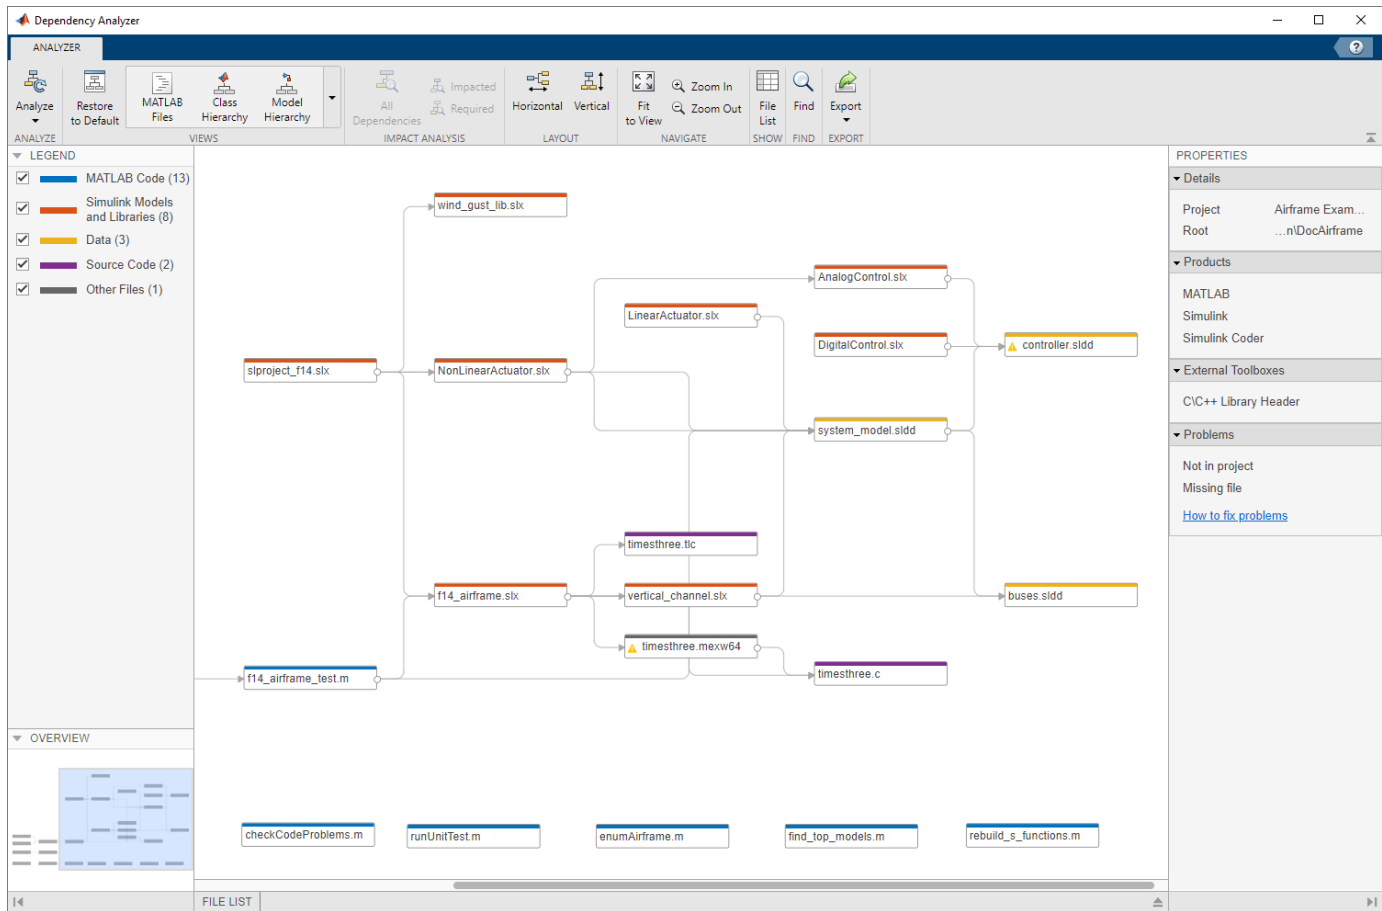 Dependency Analyzer
ANALYZER
?
Analyze
Restore
to Default
MATLAB
Files
Class
Hierarchy
Model
Hierarchy
All
Dependencies
Impacted
Required
Horizontal
Vertical
Fit
to View
Zoom In
Zoom Out
File
List
Find
Export
ANALYZE
VIEWS
IMPACT ANALYSIS
LAYOUT
NAVIGATE
SHOW
FIND
EXPORT
LEGEND
MATLAB Code (13)
Simulink Models
and Libraries (8)
Data (3)
Source Code (2)
Other Files (1)
wind_gust_lib.slx
AnalogControl.slx
LinearActuator.slx
DigitalControl.slx
controller.sldd
slproject_f14.slx
NonLinearActuator.slx
system_model.sldd
timesthree.tlc
f14_airframe.slx
vertical_channel.slx
buses.sldd
timesthree.mexw64
timesthree.c
f14_airframe_test.m
checkCodeProblems.m
runUnitTest.m
enumAirframe.m
find_top_models.m
rebuild_s_functions.m
PROPERTIES
Details
Project Airframe Exam...
Root ...n\DocAirframe
Products
MATLAB
Simulink
Simulink Coder
External Toolboxes
C\C++ Library Header
Problems
Not in project
Missing file
How to fix problems
OVERVIEW
FILE LIST